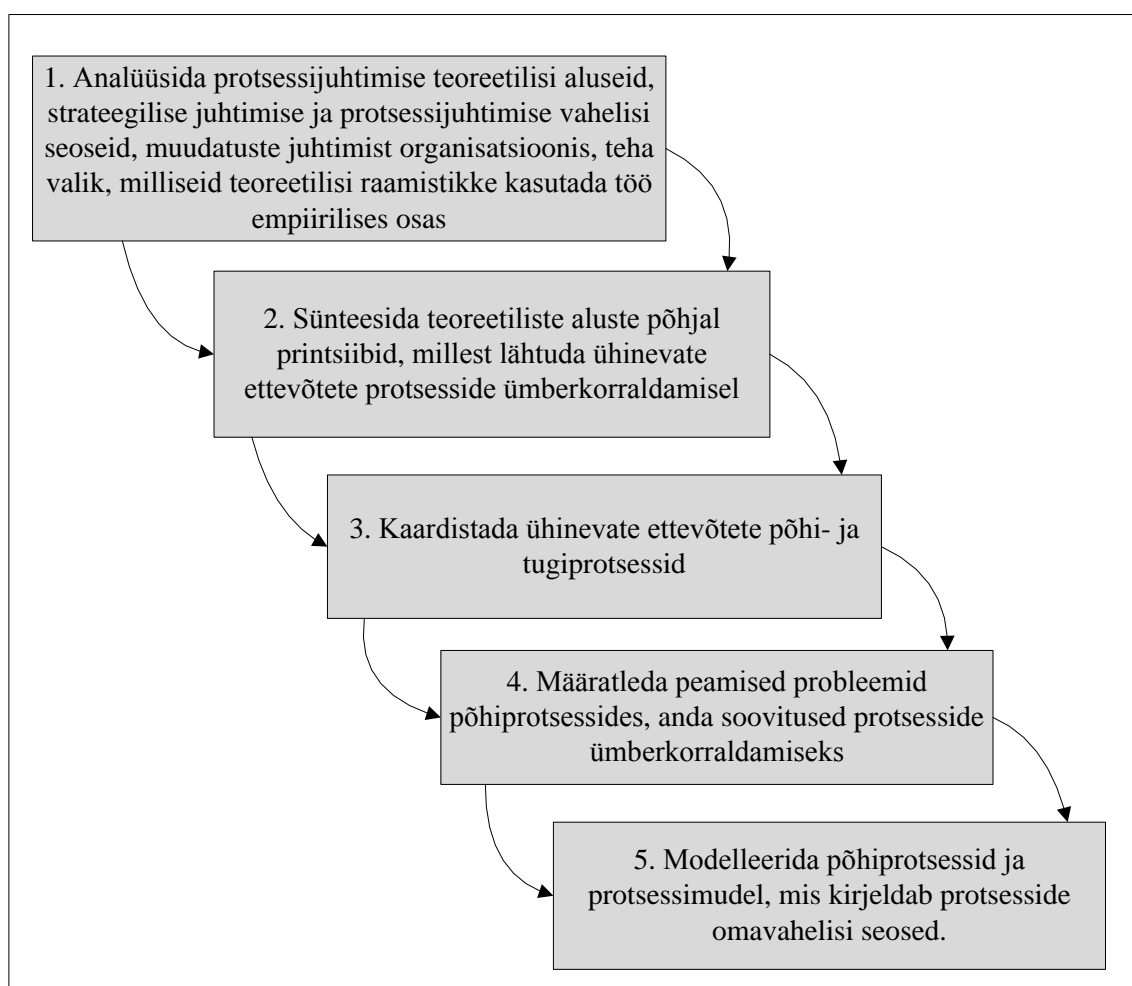 1. Analüüsida protsessijuhtimise teoreetilisi aluseid,
strateegilise juhtimise ja protsessijuhtimise vahelisi
seoseid, muudatuste juhtimist organisatsioonis, teha
valik, milliseid teoreetilisi raamistikke kasutada töö
empiirilises osas
2. Sünteesida teoreetiliste aluste põhjal
printsiibid, millest lähtuda ühinevate
ettevõtete protsesside ümberkorraldamisel
3. Kaardistada ühinevate ettevõtete põhi- ja
tugiprotsessid
4. Määratleda peamised probleemid
põhiprotsessides, anda soovitused protsesside
ümberkorraldamiseks
5. Modelleerida põhiprotsessid ja
protsessimudel, mis kirjeldab protsesside
omavahelisi seosed.